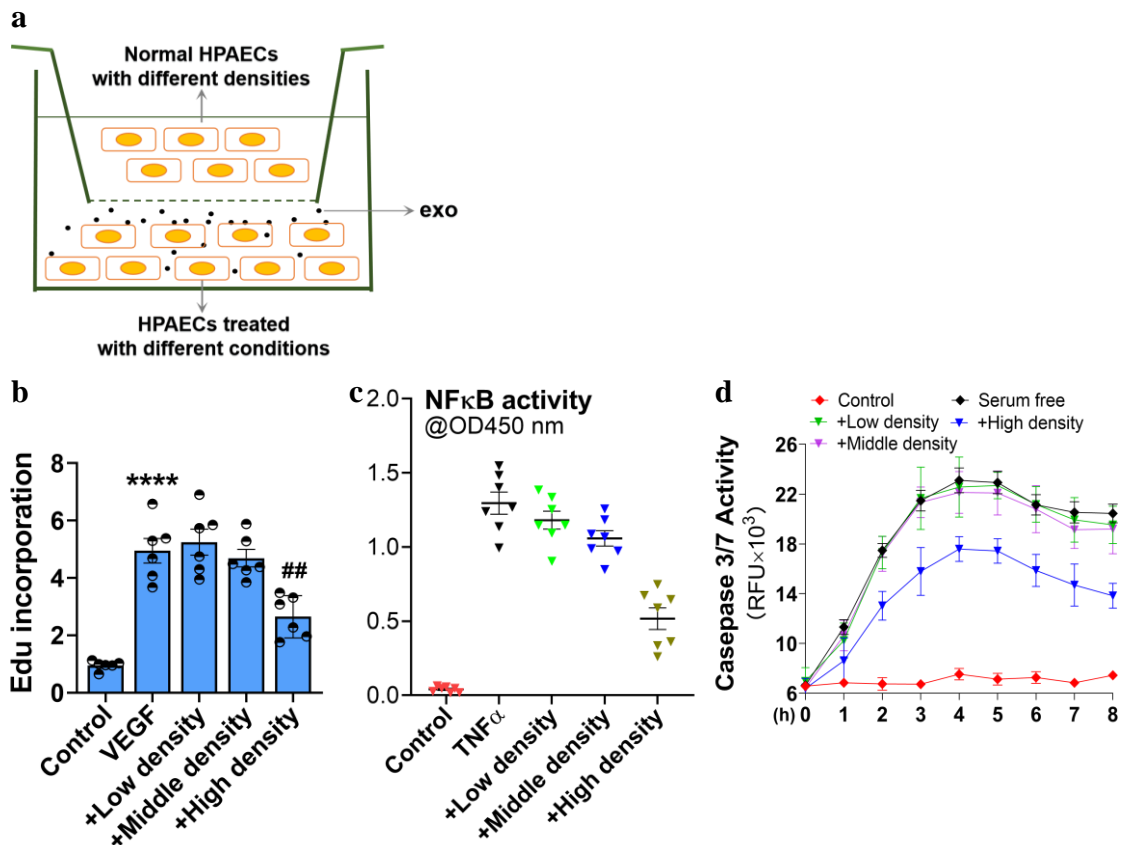 a
Normal HPAECs
with different densities
exo
HPAECs treated
with different conditions
b
Edu incorporation
8
6
4
2
0
****
##
Control
VEGF
+Low density
+Middle density
+High density
c
NFκB activity
@OD450 nm
2.0
1.5
1.0
0.5
0.0
Control
TNFα
+Low density
+Middle density
+High density
d
Control
Serum free
+Low density
+High density
+Middle density
Casepase 3/7 Activity
(RFU×10³)
26
22
18
14
10
6
(h) 0 1 2 3 4 5 6 7 8